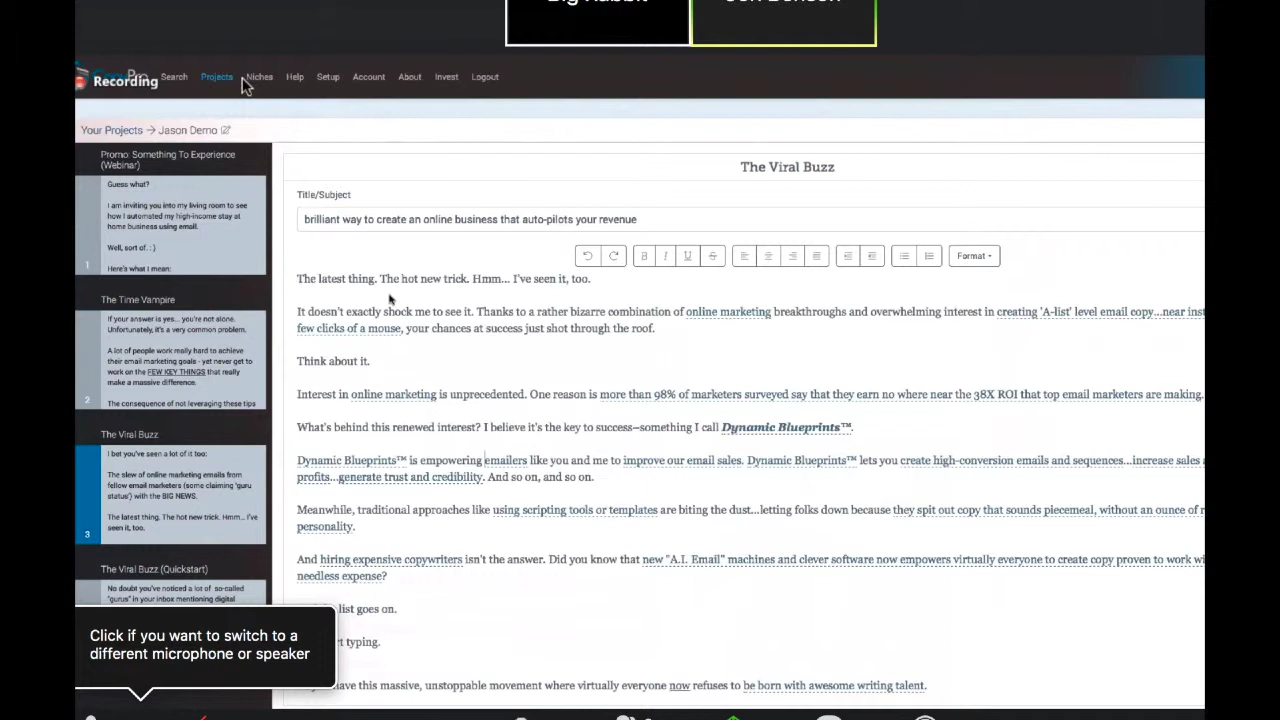 Big Rabbit
Recording
Search Projects Niches Help Setup Account About Invest Logout
Your Projects → Jason Demo
Promo: Something To Experience
(Webinar)
Guess what?
I am inviting you into my living room to see
how I automated my high-income stay at
home business using email.
Well, sort of. : )
Here's what I mean:
1
The Time Vampire
If your answer is yes... you're not alone.
Unfortunately, it's a very common problem.
A lot of people work really hard to achieve
their email marketing goals - yet never get to
work on the FEW KEY THINGS that really
make a massive difference.
The consequence of not leveraging these tips
2
The Viral Buzz
I bet you've seen a lot of it too:
The slew of online marketing emails from
fellow email marketers (some claiming 'guru
status') with the BIG NEWS.
The latest thing. The hot new trick. Hmm... I've
seen it, too.
3
The Viral Buzz (Quickstart)
No doubt you've noticed a lot of so-called
"gurus" in your inbox mentioning digital
The Viral Buzz
Title/Subject
brilliant way to create an online business that auto-pilots your revenue
B I U S Format
The latest thing. The hot new trick. Hmm... I've seen it, too.
It doesn't exactly shock me to see it. Thanks to a rather bizarre combination of online marketing breakthroughs and overwhelming interest in creating 'A-list' level email copy...near
few clicks of a mouse, your chances at success just shot through the roof.
Think about it.
Interest in online marketing is unprecedented. One reason is more than 98% of marketers surveyed say that they earn no where near the 38X ROI that top email marketers are making.
What's behind this renewed interest? I believe it's the key to success–something I call Dynamic Blueprints™.
Dynamic Blueprints™ is empowering emailers like you and me to improve our email sales. Dynamic Blueprints™ lets you create high-conversion emails and sequences...increase sales
profits...generate trust and credibility. And so on, and so on.
Meanwhile, traditional approaches like using scripting tools or templates are biting the dust...letting folks down because they spit out copy that sounds piecemeal, without an ounce of
personality.
And hiring expensive copywriters isn't the answer. Did you know that new "A.I. Email" machines and clever software now empowers virtually everyone to create copy proven to work
needless expense?
list goes on.
typing.
have this massive, unstoppable movement where virtually everyone now refuses to be born with awesome writing talent.
Click if you want to switch to a
different microphone or speaker